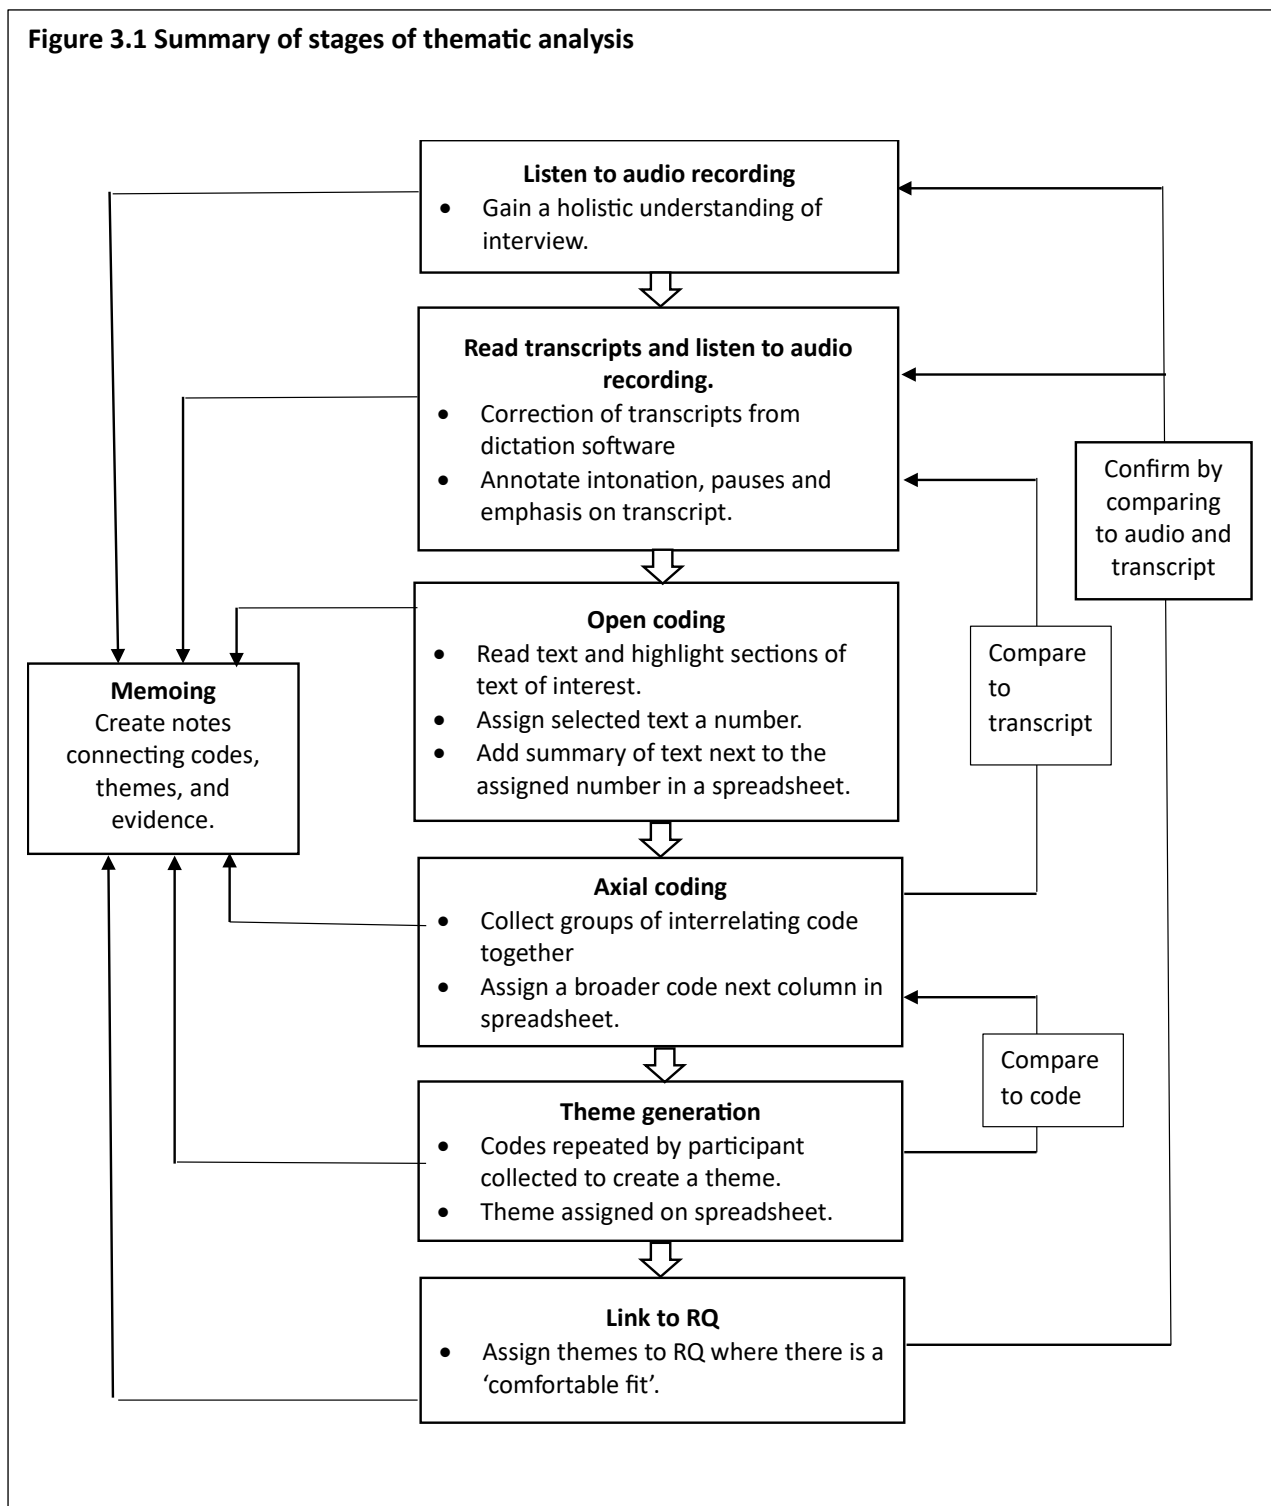 Figure 3.1 Summary of stages of thematic analysis
Listen to audio recording
• Gain a holistic understanding of
interview.
Read transcripts and listen to audio
recording.
• Correction of transcripts from
dictation software
• Annotate intonation, pauses and
emphasis on transcript.
Confirm by
comparing
to audio and
transcript
Open coding
• Read text and highlight sections of
text of interest.
• Assign selected text a number.
• Add summary of text next to the
assigned number in a spreadsheet.
Compare
to
transcript
Memoing
Create notes
connecting codes,
themes, and
evidence.
Axial coding
• Collect groups of interrelating code
together
• Assign a broader code next column in
spreadsheet.
Compare
to code
Theme generation
• Codes repeated by participant
collected to create a theme.
• Theme assigned on spreadsheet.
Link to RQ
• Assign themes to RQ where there is a
‘comfortable fit’.